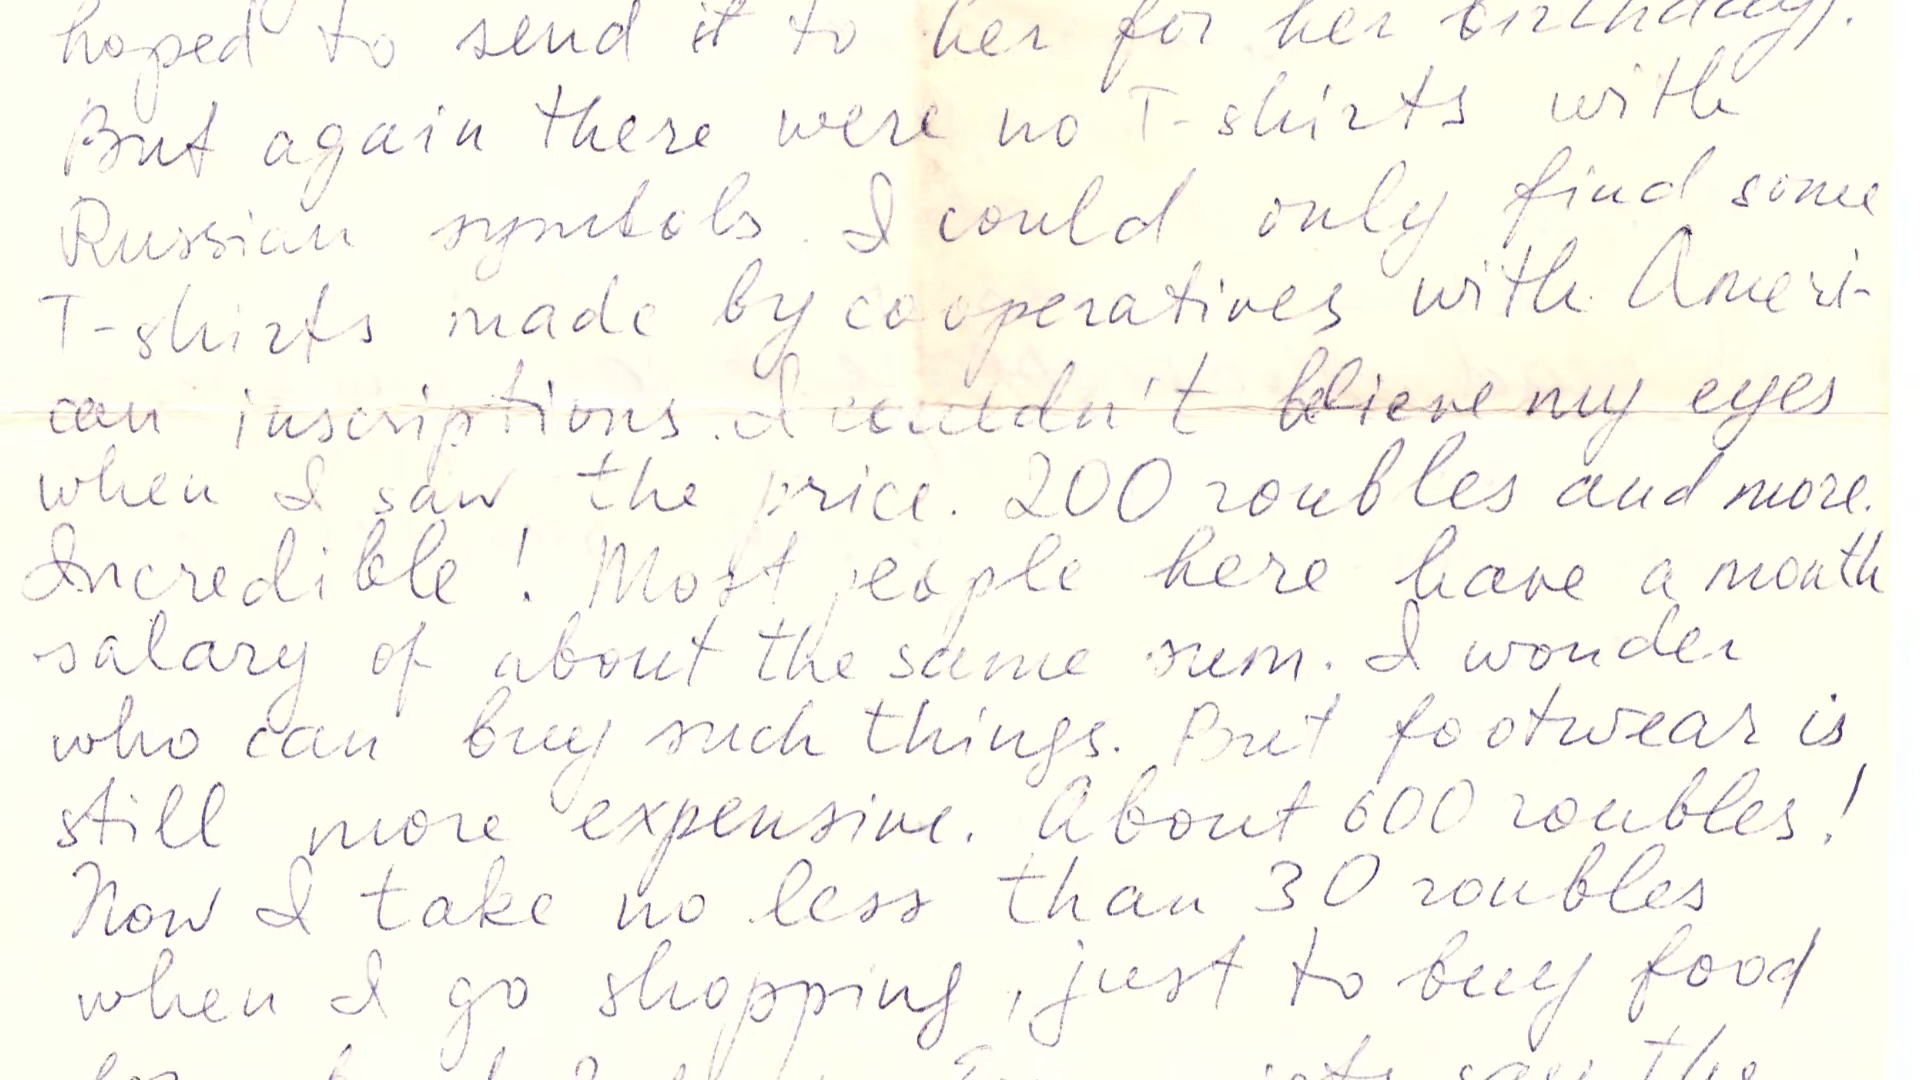 hoped to send it to her for her birthday).
But again there were no T-shirts with
Russian symbols. I could only find some
T-shirts made by cooperatives with Ameri-
can inscriptions. I couldn't believe my eyes
when I saw the price. 200 roubles and more.
Incredible! Most people here have a month
salary of about the same sum. I wonder
who can buy such things. But footwear is
still more expensive. About 600 roubles!
Now I take no less than 30 roubles
when I go shopping, just to buy food
say the